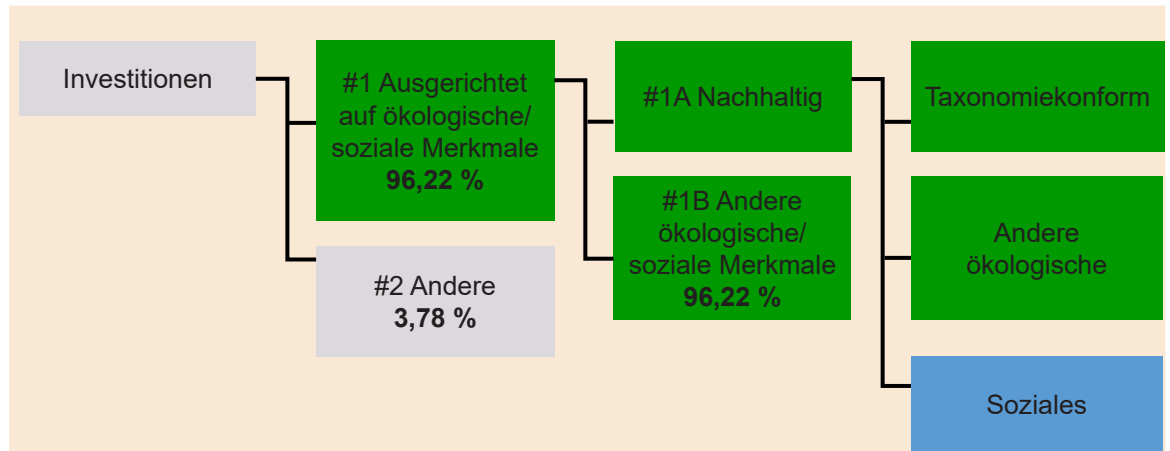 Investitionen
#1 Ausgerichtet
auf ökologische/
soziale Merkmale
96,22 %
#2 Andere
3,78 %
#1A Nachhaltig
#1B Andere
ökologische/
soziale Merkmale
96,22 %
Taxonomiekonform
Andere
ökologische
Soziales